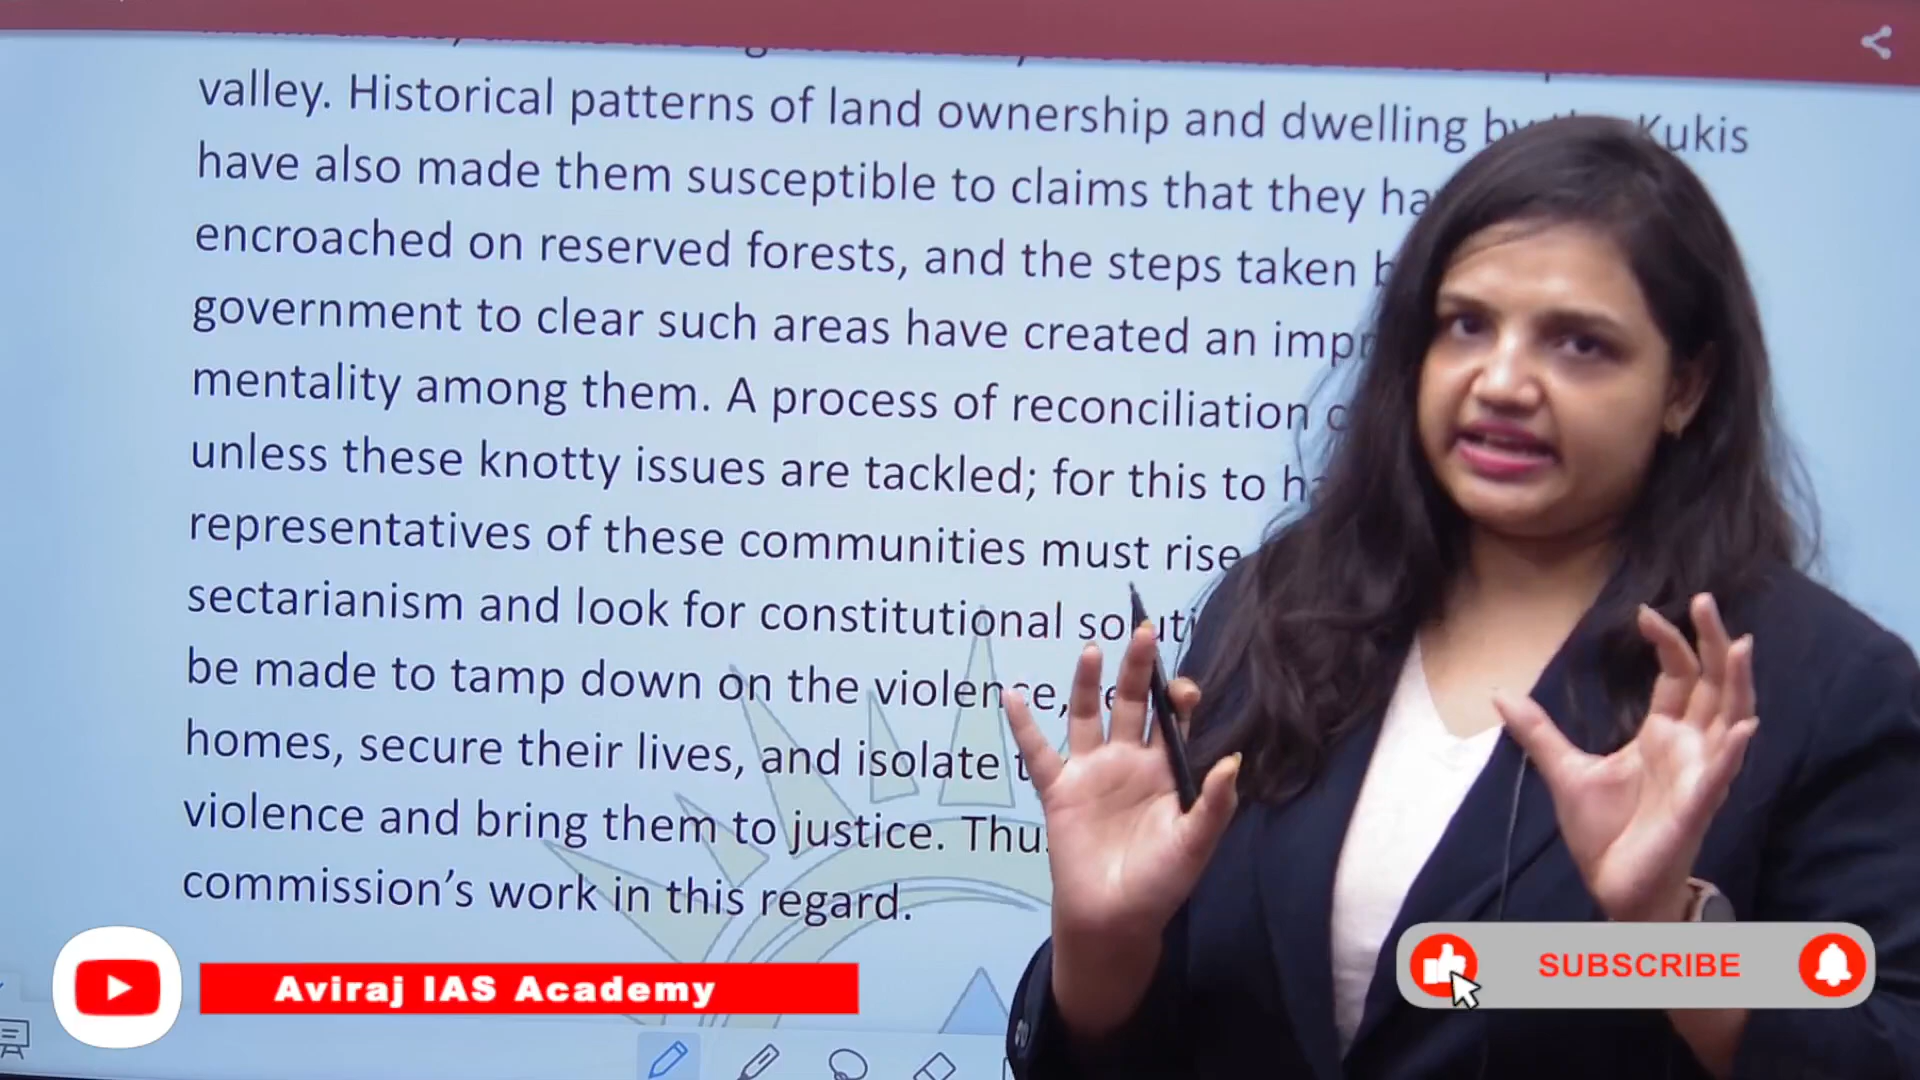 valley. Historical patterns of land ownership and dwelling by Kukis
have also made them susceptible to claims that they
encroached on reserved forests, and the steps taken
government to clear such areas have created an
mentality among them. A process of reconciliation
unless these knotty issues are tackled; for this to
representatives of these communities must rise
sectarianism and look for constitutional
be made to tamp down on the violence,
homes, secure their lives, and isolate
violence and bring them to justice.
commission's work in this regard.
Aviraj IAS Academy
SUBSCRIBE